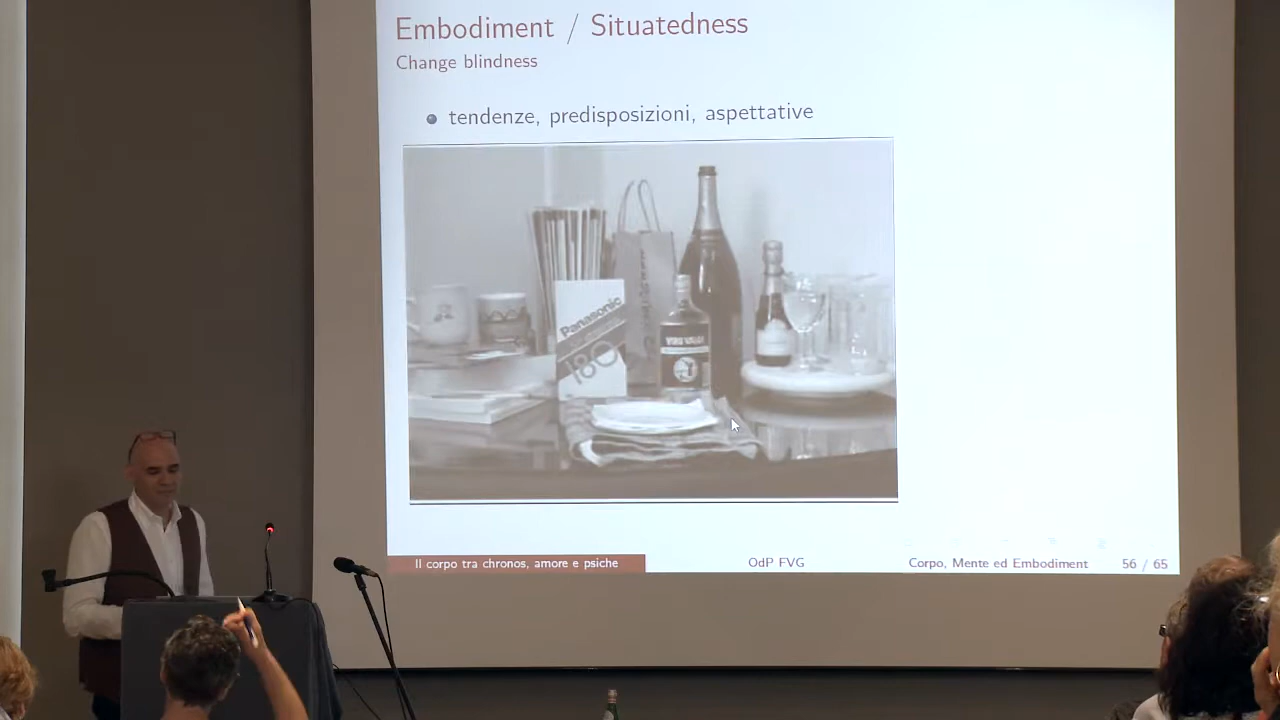 Embodiment / Situatedness
Change blindness
tendenze, predisposizioni, aspettative
Panasonic
180
Il corpo tra chronos, amore e psiche
OdP FVG
Corpo, Mente ed Embodiment
56 / 65